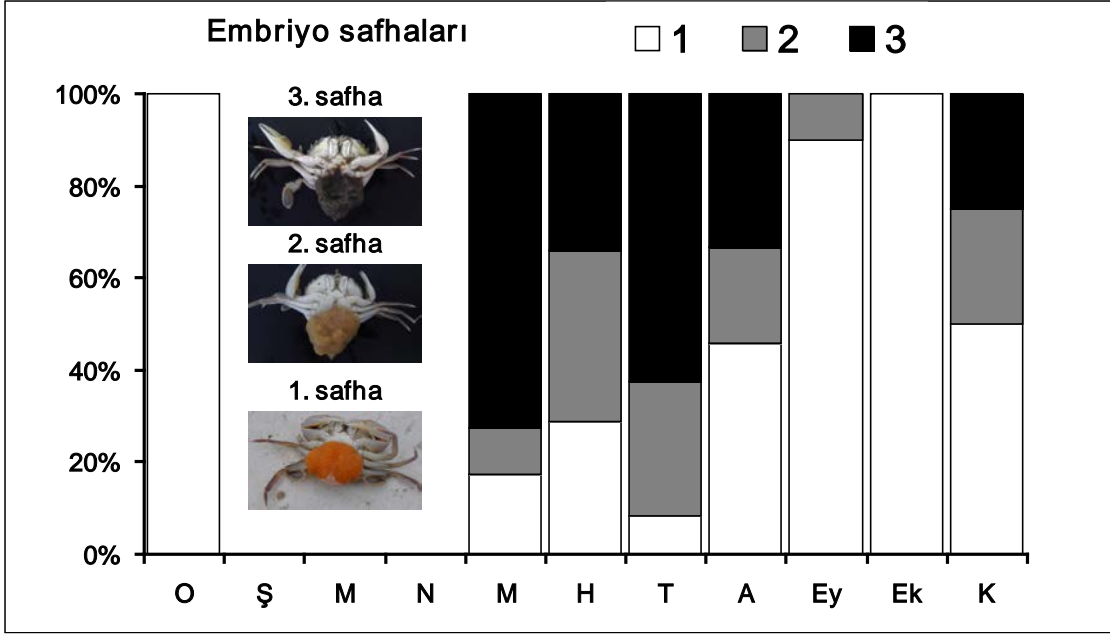 Embriyo safhaları
1 2 3
100%
80%
60%
40%
20%
0%
3. safha
2. safha
1. safha
O Ş M N M H T A Ey Ek K